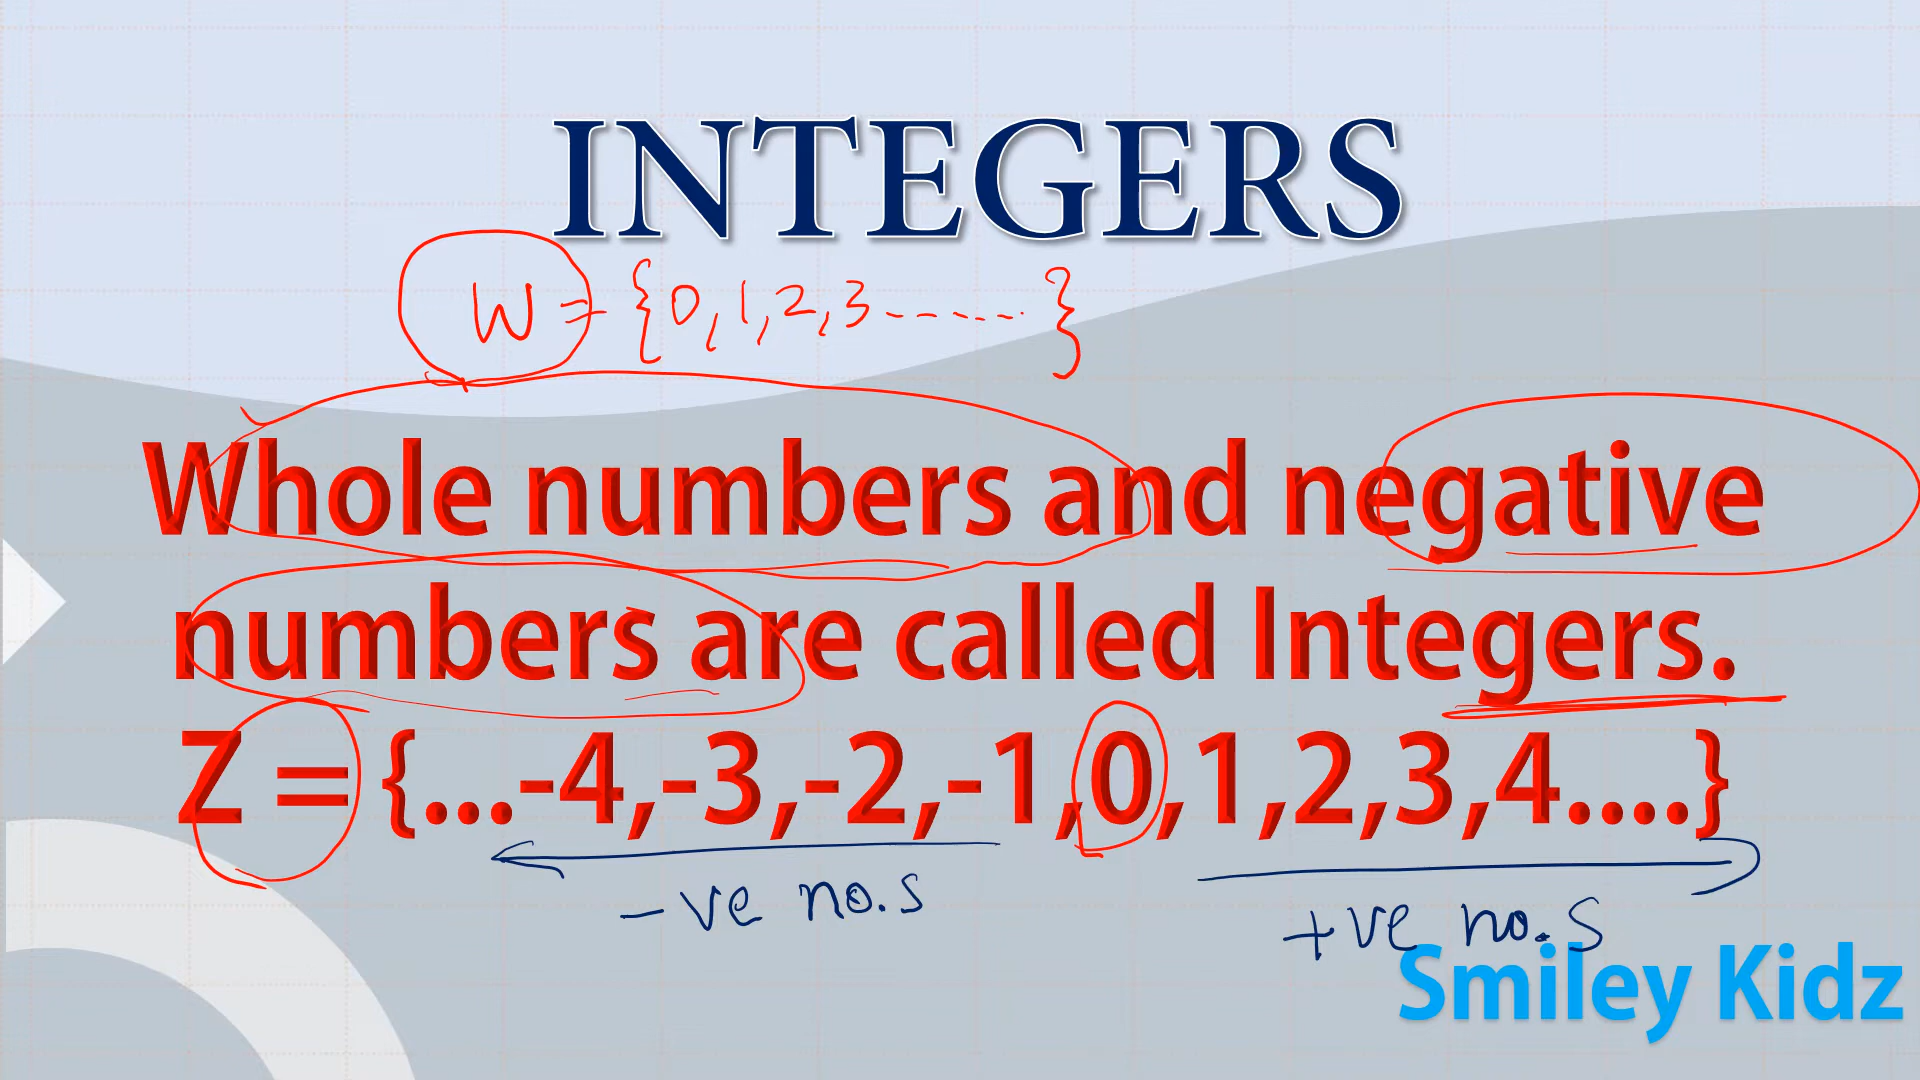 INTEGERS
W = {0,1,2,3------}
Whole numbers and negative
numbers are called Integers.
Z = {...-4,-3,-2,-1,0,1,2,3,4....}
-ve no.s
+ve no.s
Smiley Kidz